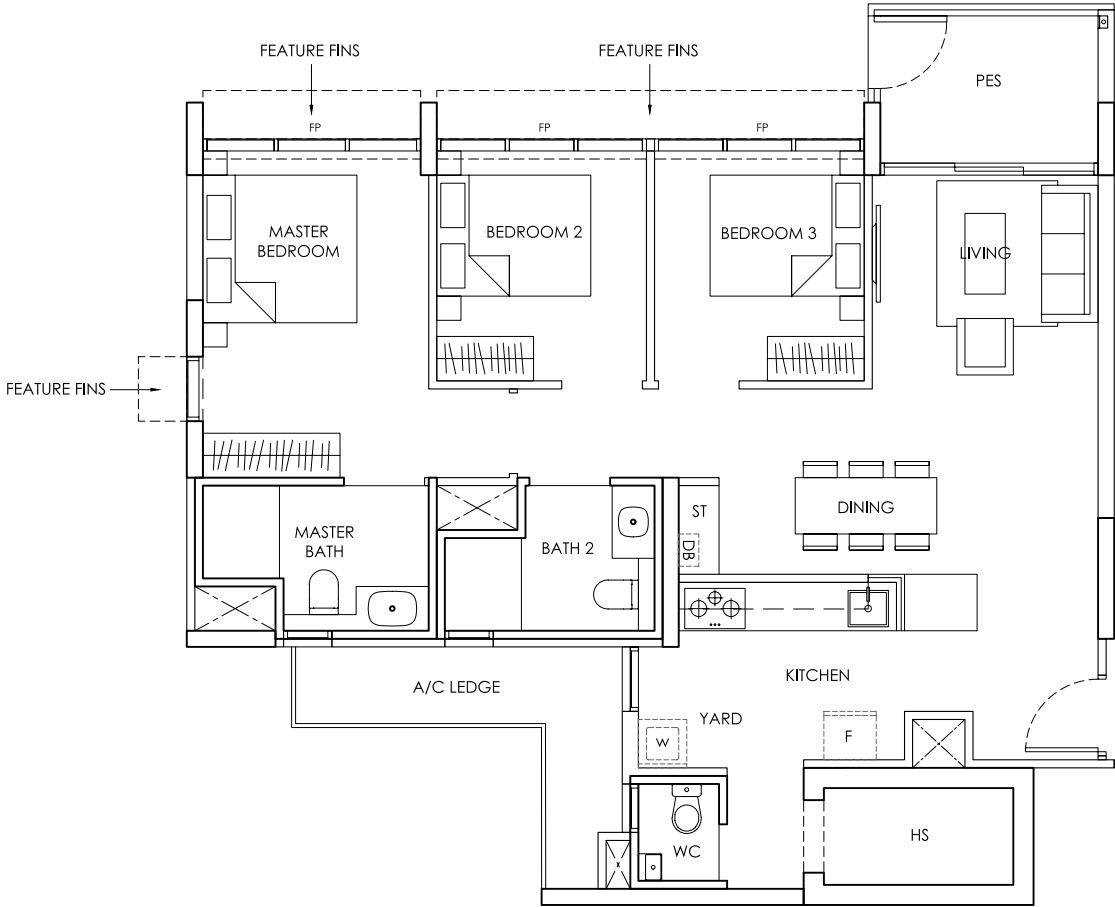 FEATURE FINS
FEATURE FINS
PES
FP
FP
FP
MASTER
BEDROOM
BEDROOM 2
BEDROOM 3
LIVING
FEATURE FINS
MASTER
BATH
BATH 2
ST
DB
DINING
A/C LEDGE
KITCHEN
YARD
W
F
WC
HS